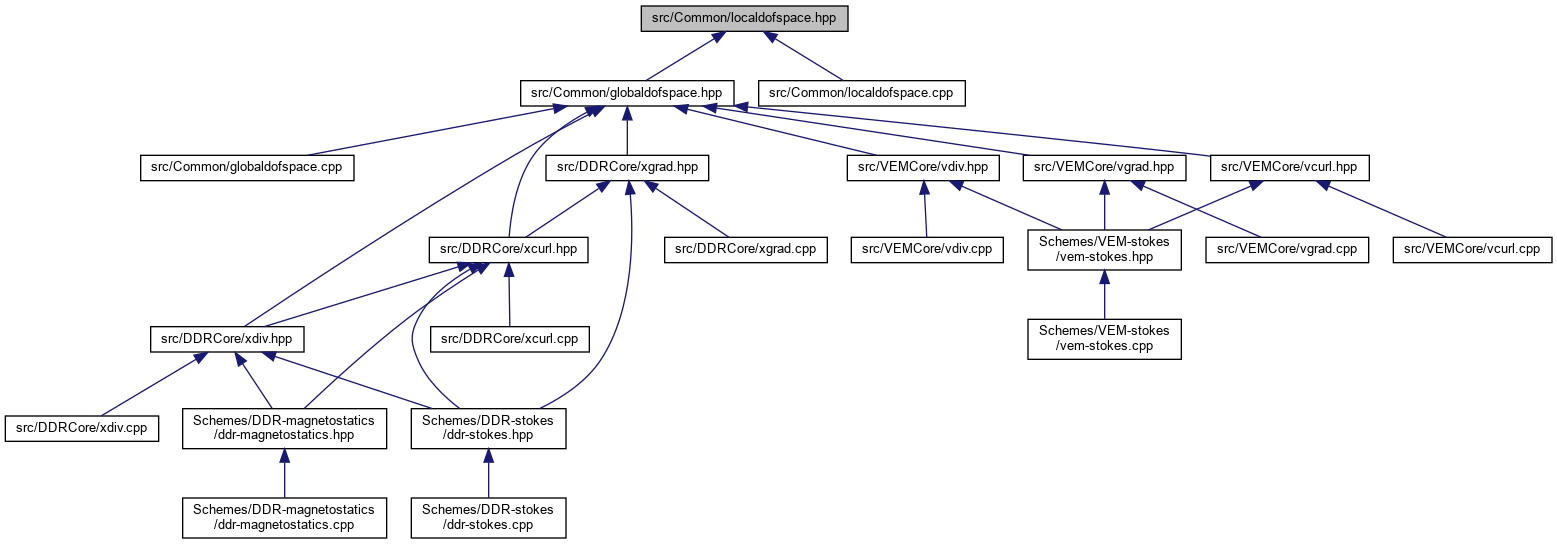 src/Common/localdofspace.hpp
src/Common/globaldofspace.hpp
src/Common/localdofspace.cpp
src/Common/globaldofspace.cpp
src/DDRCore/xgrad.hpp
src/VEMCore/vdiv.hpp
src/VEMCore/vgrad.hpp
src/VEMCore/vcurl.hpp
src/DDRCore/xcurl.hpp
src/DDRCore/xgrad.cpp
src/VEMCore/vdiv.cpp
Schemes/VEM-stokes
/vem-stokes.hpp
src/VEMCore/vgrad.cpp
src/VEMCore/vcurl.cpp
src/DDRCore/xdiv.hpp
src/DDRCore/xcurl.cpp
Schemes/VEM-stokes
/vem-stokes.cpp
src/DDRCore/xdiv.cpp
Schemes/DDR-magnetostatics
/ddr-magnetostatics.hpp
Schemes/DDR-stokes
/ddr-stokes.hpp
Schemes/DDR-magnetostatics
/ddr-magnetostatics.cpp
Schemes/DDR-stokes
/ddr-stokes.cpp